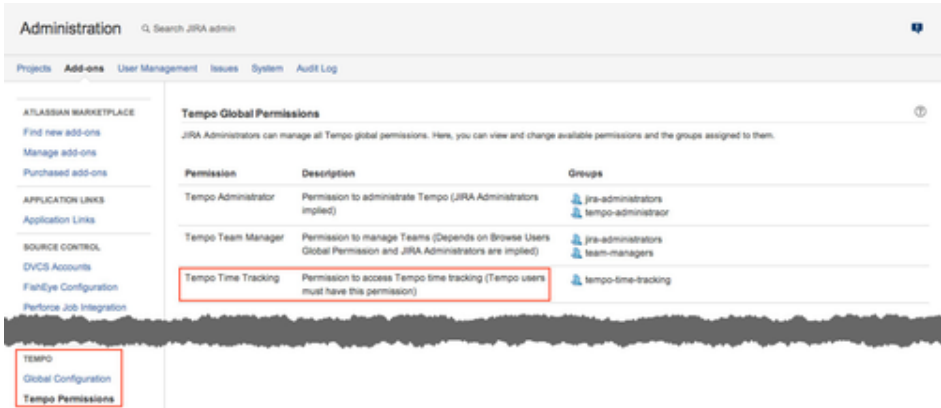 Administration
Search JIRA admin
Projects Add-ons User Management Issues System Audit Log
ATLASSIAN MARKETPLACE
Find new add-ons
Manage add-ons
Purchased add-ons
APPLICATION LINKS
Application Links
SOURCE CONTROL
DVCS Accounts
FishEye Configuration
Perforce Job Integration
TEMPO
Global Configuration
Tempo Permissions
Tempo Global Permissions
JIRA Administrators can manage all Tempo global permissions. Here, you can view and change available permissions and the groups assigned to them.
Permission Description Groups
Tempo Administrator Permission to administrate Tempo (JIRA Administrators jira-administrators
implied) tempo-administraor
Tempo Team Manager Permission to manage Teams (Depends on Browse Users jira-administrators
Global Permission and JIRA Administrators are implied) team-managers
Tempo Time Tracking Permission to access Tempo time tracking (Tempo users tempo-time-tracking
must have this permission)